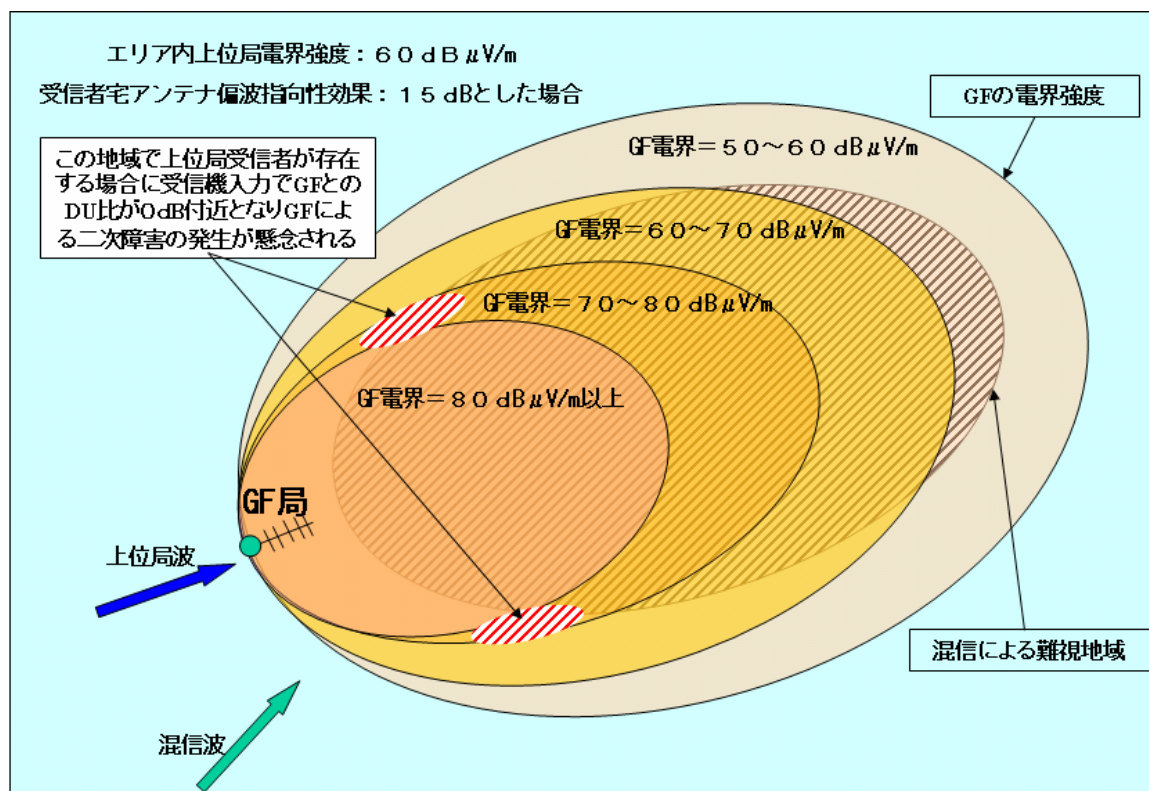 エリア内上位局電界強度：６０ｄＢμV/m
受信者宅アンテナ偏波指向性効果：１５dBとした場合
GFの電界強度
GF電界＝５０～６０dBμV/m
この地域で上位局受信者が存在
する場合に受信機入力でGFとの
DU比が0dB付近となりGFによ
る二次障害の発生が懸念される
GF電界＝６０～７０dBμV/m
GF電界＝７０～８０dBμV/m
GF電界＝８０dBμV/m以上
GF局
上位局波
混信による難視地域
混信波